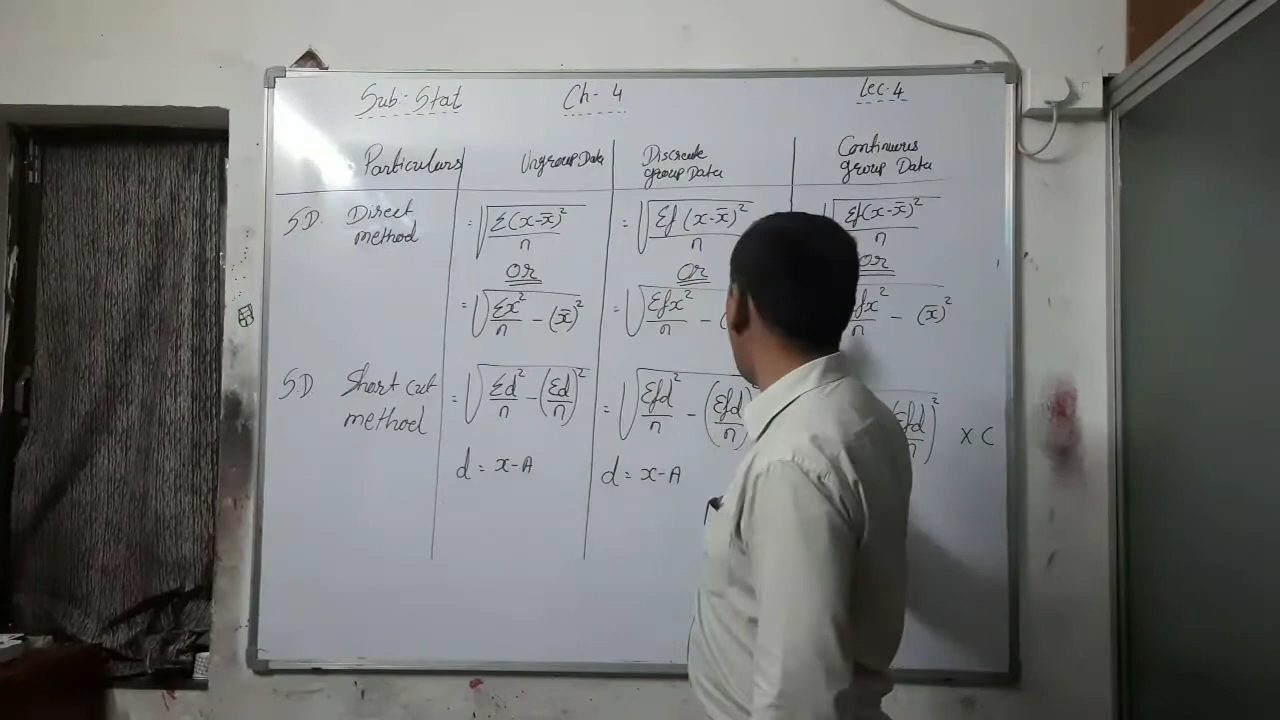 Sub:- Stat Ch- 4 Lec-4
Particulars Ungroup Data Discreate group Data Continuous group Data
S.D. Direct method = √Σ(x-x̄)²/n = √Σf(x-x̄)²/n √Σf(x-x̄)²/n
OR OR OR
= √Σx²/n - (x̄)² = √Σfx²/n - ( fx²/n - (x̄)²
S.D Short cut method = √Σd²/n - (Σd/n)² = √Σfd²/n - (Σfd/n)² (Σfd/n)² × C
d = x-A d = x-A